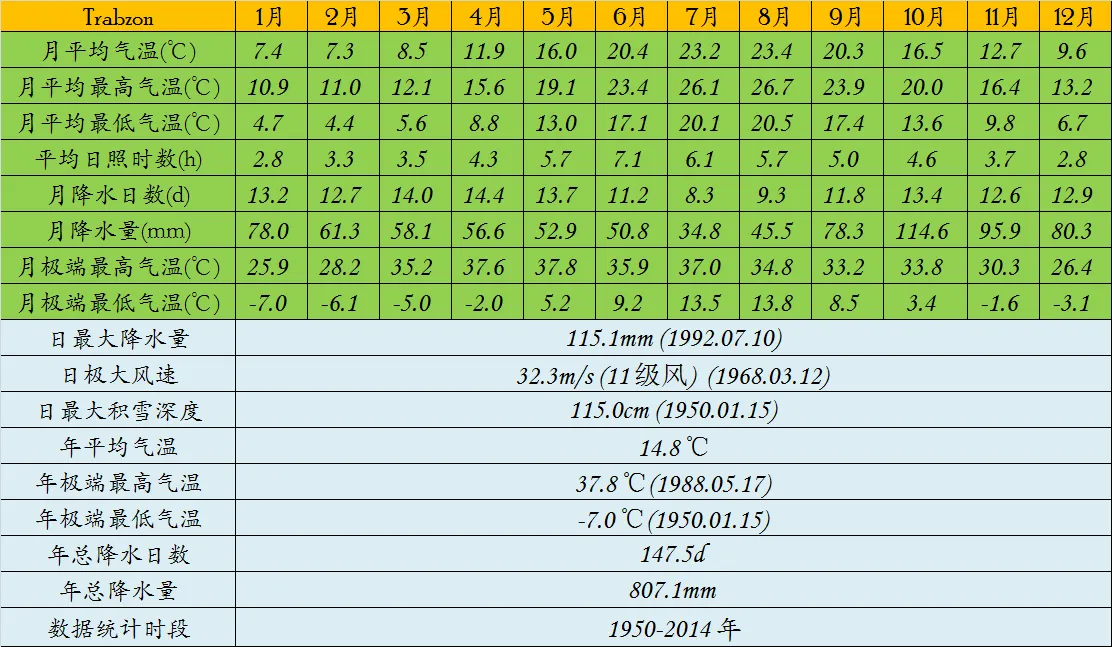 Trabzon 1月 2月 3月 4月 5月 6月 7月 8月 9月 10月 11月 12月
月平均气温(℃) 7.4 7.3 8.5 11.9 16.0 20.4 23.2 23.4 20.3 16.5 12.7 9.6
月平均最高气温(℃) 10.9 11.0 12.1 15.6 19.1 23.4 26.1 26.7 23.9 20.0 16.4 13.2
月平均最低气温(℃) 4.7 4.4 5.6 8.8 13.0 17.1 20.1 20.5 17.4 13.6 9.8 6.7
平均日照时数(h) 2.8 3.3 3.5 4.3 5.7 7.1 6.1 5.7 5.0 4.6 3.7 2.8
月降水日数(d) 13.2 12.7 14.0 14.4 13.7 11.2 8.3 9.3 11.8 13.4 12.6 12.9
月降水量(mm) 78.0 61.3 58.1 56.6 52.9 50.8 34.8 45.5 78.3 114.6 95.9 80.3
月极端最高气温(℃) 25.9 28.2 35.2 37.6 37.8 35.9 37.0 34.8 33.2 33.8 30.3 26.4
月极端最低气温(℃) -7.0 -6.1 -5.0 -2.0 5.2 9.2 13.5 13.8 8.5 3.4 -1.6 -3.1
日最大降水量 115.1mm (1992.07.10)
日极大风速 32.3m/s (11级风) (1968.03.12)
日最大积雪深度 115.0cm (1950.01.15)
年平均气温 14.8℃
年极端最高气温 37.8℃(1988.05.17)
年极端最低气温 -7.0℃(1950.01.15)
年总降水日数 147.5d
年总降水量 807.1mm
数据统计时段 1950-2014年